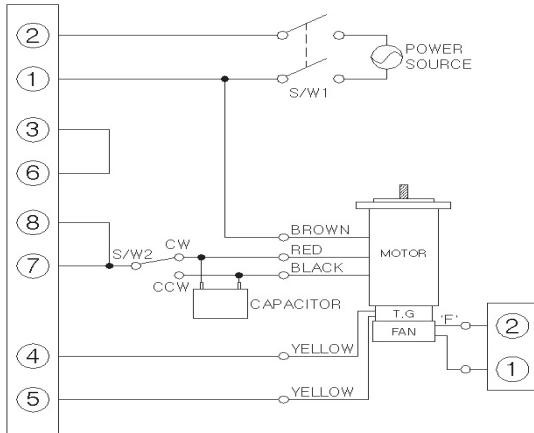 2
POWER
SOURCE
1
S/W1
3
6
8
BROWN
CW
S/W2
RED
MOTOR
7
BLACK
CCW
CAPACITOR
T.G
'F'
2
FAN
4
YELLOW
1
5
YELLOW